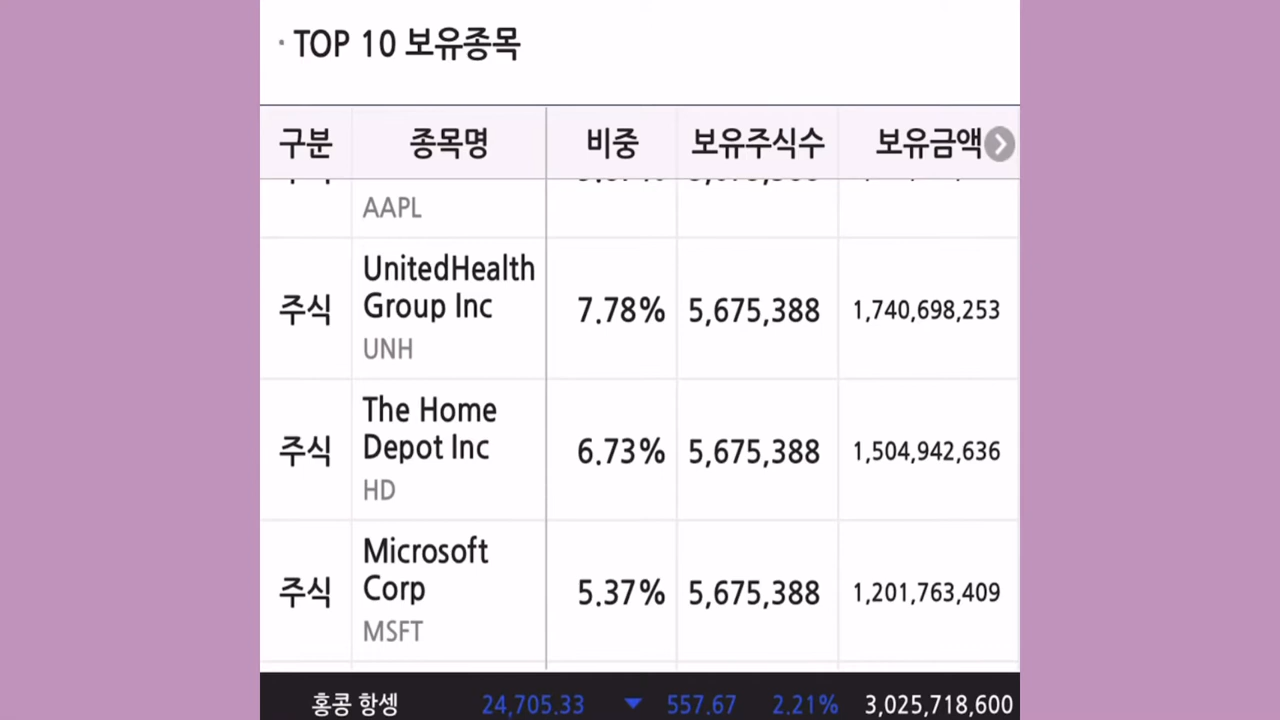 · TOP 10 보유종목
구분 종목명 비중 보유주식수 보유금액
AAPL
UnitedHealth
주식 Group Inc 7.78% 5,675,388 1,740,698,253
UNH
The Home
주식 Depot Inc 6.73% 5,675,388 1,504,942,636
HD
Microsoft
주식 Corp 5.37% 5,675,388 1,201,763,409
MSFT
홍콩 항셍 24,705.33 ▼ 557.67 2.21% 3,025,718,600